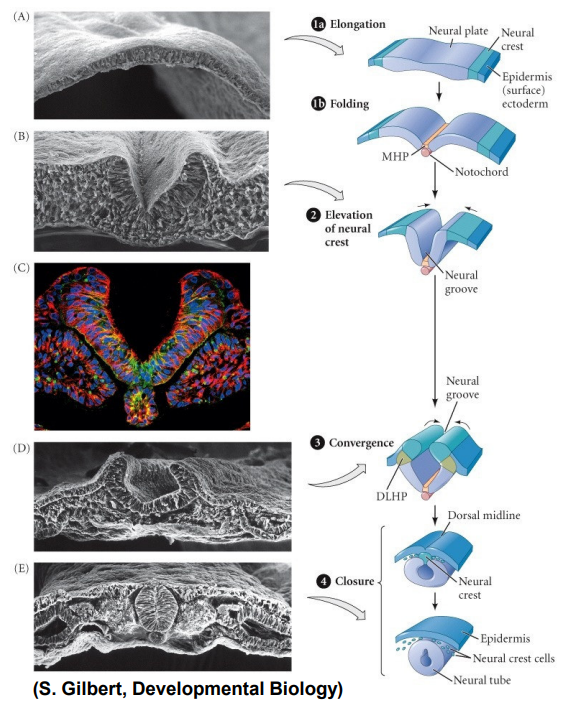 (A)
1a Elongation
Neural plate
Neural
crest
Epidermis
(surface)
ectoderm
1b Folding
MHP
Notochord
(B)
2 Elevation
of neural
crest
Neural
groove
(C)
Neural
groove
3 Convergence
DLHP
(D)
Dorsal midline
4 Closure
Neural
crest
(E)
Epidermis
Neural crest cells
Neural tube
(S. Gilbert, Developmental Biology)